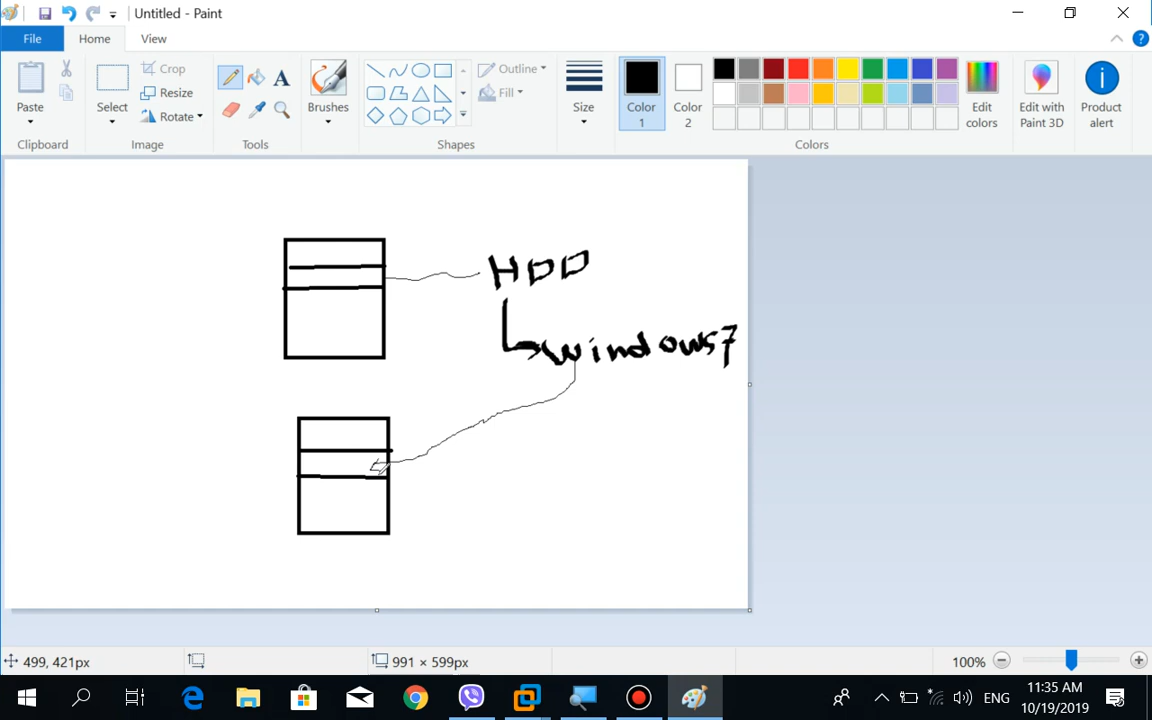 Untitled - Paint
File
Home
View
Paste
Select
Crop
Resize
Rotate
Brushes
Outline
Fill
Size
Color
1
Color
2
Edit
colors
Edit with
Paint 3D
Product
alert
Clipboard
Image
Tools
Shapes
Colors
HDD
windows7
499, 421px
991 × 599px
100%
ENG
11:35 AM
10/19/2019